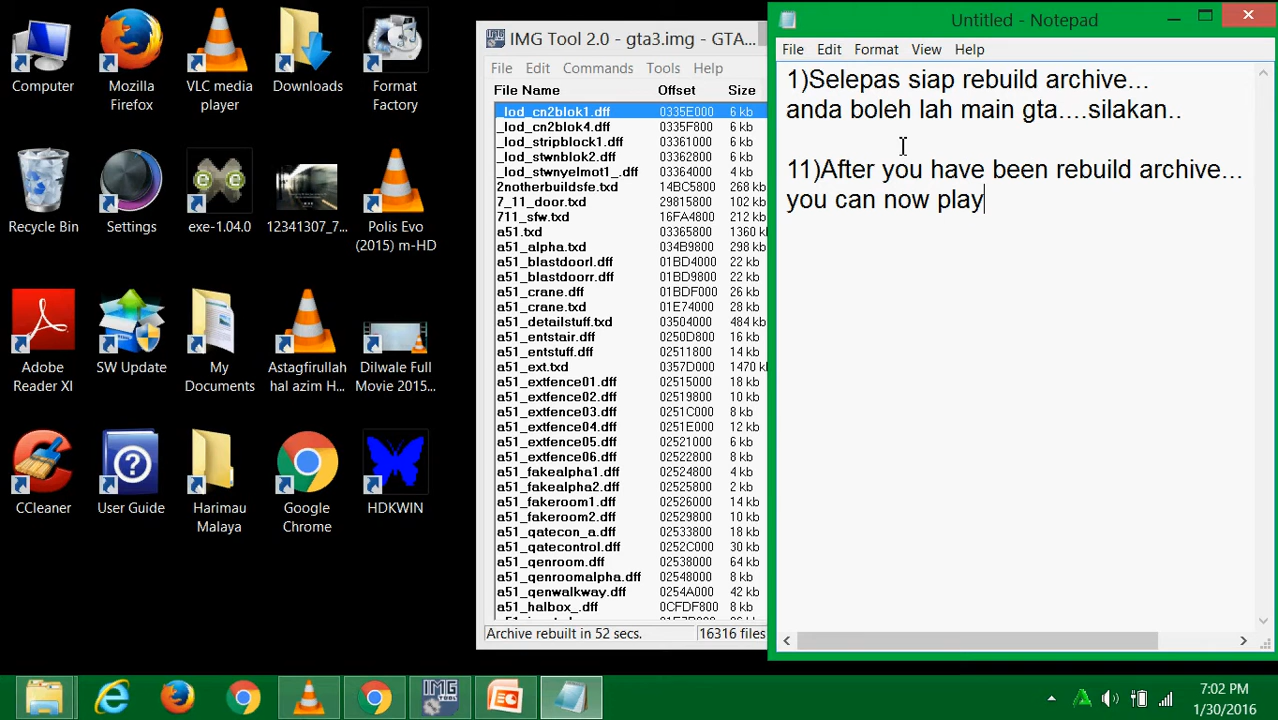 Computer
Mozilla
Firefox
VLC media
player
Downloads
Format
Factory
Recycle Bin
Settings
exe-1.04.0
12341307_7...
Polis Evo
(2015) m-HD
Adobe
Reader XI
SW Update
My
Documents
Astagfirullah
hal azim H...
Dilwale Full
Movie 2015...
CCleaner
User Guide
Harimau
Malaya
Google
Chrome
HDKWIN
IMG Tool 2.0 - gta3.img - GTA...
File Edit Commands Tools Help
File Name Offset Size
_lod_cn2blok1.dff 0335E000 6 kb
_lod_cn2blok4.dff 0335F800 6 kb
_lod_stripblock1.dff 03361000 6 kb
_lod_stwnblok2.dff 03362800 6 kb
_lod_stwnyelmot1_.dff 03364000 4 kb
2notherbuildsfe.txd 14BC5800 268 kb
7_11_door.txd 29815800 102 kb
711_sfw.txd 16FA4800 212 kb
a51.txd 03365800 1360 kb
a51_alpha.txd 034B9800 298 kb
a51_blastdoorl.dff 01BD4000 22 kb
a51_blastdoorr.dff 01BD9800 22 kb
a51_crane.dff 01BDF000 26 kb
a51_crane.txd 01E74000 28 kb
a51_detailstuff.txd 03504000 484 kb
a51_entstair.dff 0250D800 16 kb
a51_entstuff.dff 02511800 14 kb
a51_ext.txd 0357D000 1470 kb
a51_extfence01.dff 02515000 18 kb
a51_extfence02.dff 02519800 10 kb
a51_extfence03.dff 0251C000 8 kb
a51_extfence04.dff 0251E000 12 kb
a51_extfence05.dff 02521000 6 kb
a51_extfence06.dff 02522800 8 kb
a51_fakealpha1.dff 02524800 4 kb
a51_fakealpha2.dff 02525800 2 kb
a51_fakeroom1.dff 02526000 14 kb
a51_fakeroom2.dff 02529800 10 kb
a51_gatecon_a.dff 02533800 18 kb
a51_gatecontrol.dff 0252C000 30 kb
a51_genroom.dff 02538000 64 kb
a51_genroomalpha.dff 02548000 8 kb
a51_genwalkway.dff 0254A000 42 kb
a51_halbox_.dff 0CFDF800 8 kb
Archive rebuilt in 52 secs. 16316 files
Untitled - Notepad
File Edit Format View Help
1)Selepas siap rebuild archive...
anda boleh lah main gta....silakan..
11)After you have been rebuild archive...
you can now play
IMG
TOOL
7:02 PM
1/30/2016